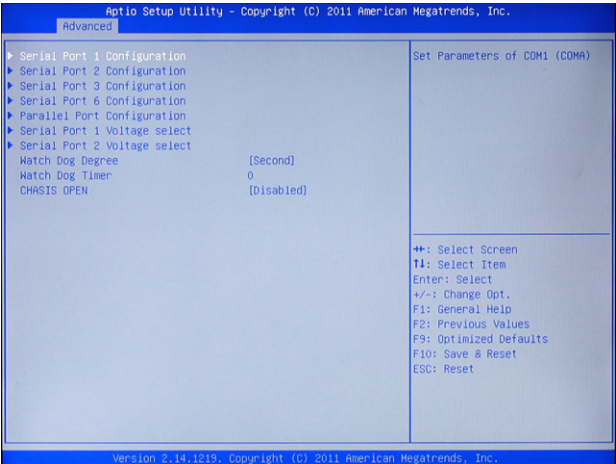 Aptio Setup Utility – Copyright (C) 2011 American Megatrends, Inc.
Advanced
Serial Port 1 Configuration
Serial Port 2 Configuration
Serial Port 3 Configuration
Serial Port 6 Configuration
Parallel Port Configuration
Serial Port 1 Voltage select
Serial Port 2 Voltage select
Watch Dog Degree [Second]
Watch Dog Timer 0
CHASIS OPEN [Disabled]
Set Parameters of COM1 (COMA)
→←: Select Screen
↑↓: Select Item
Enter: Select
+/-: Change Opt.
F1: General Help
F2: Previous Values
F9: Optimized Defaults
F10: Save & Reset
ESC: Reset
Version 2.14.1219. Copyright (C) 2011 American Megatrends, Inc.